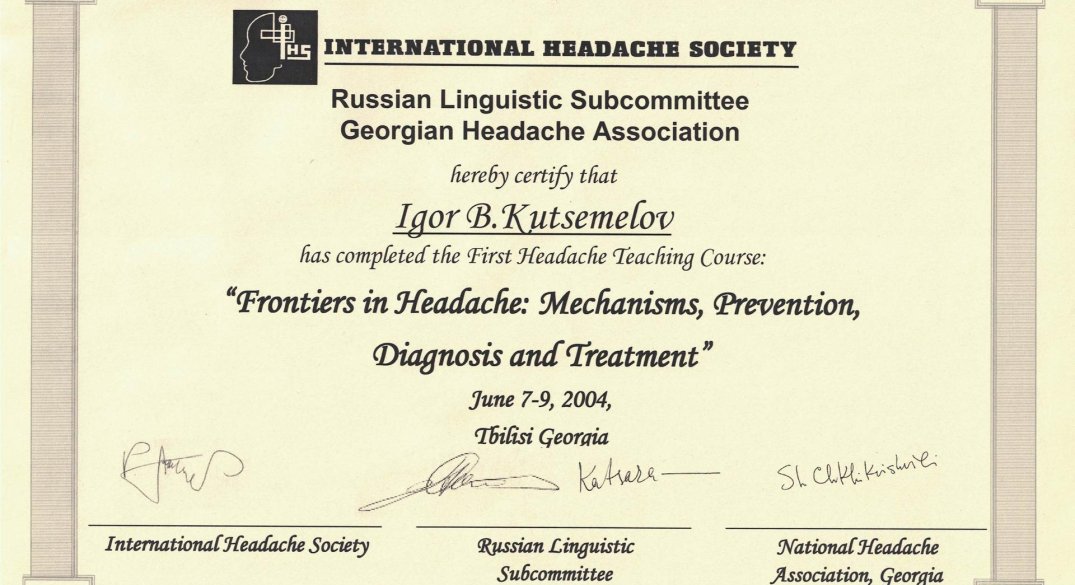 IHS
INTERNATIONAL HEADACHE SOCIETY
Russian Linguistic Subcommittee
Georgian Headache Association
hereby certify that
Igor B.Kutsemelov
has completed the First Headache Teaching Course:
“Frontiers in Headache: Mechanisms, Prevention,
Diagnosis and Treatment”
June 7-9, 2004,
Tbilisi Georgia
International Headache Society
Russian Linguistic
Subcommittee
National Headache
Association, Georgia